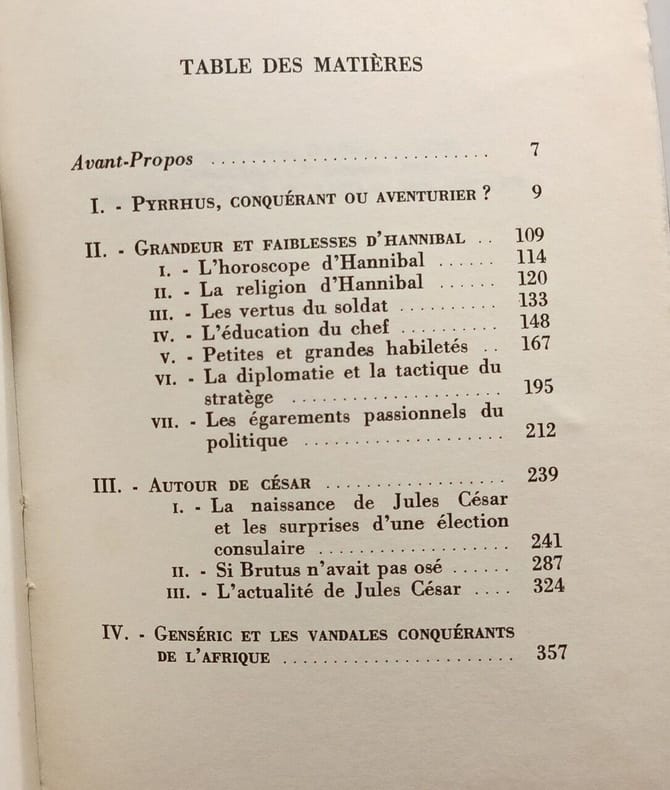 TABLE DES MATIÈRES
Avant-Propos ............................ 7
I. - PYRRHUS, CONQUÉRANT OU AVENTURIER ? 9
II. - GRANDEUR ET FAIBLESSES D'HANNIBAL .. 109
I. - L'horoscope d'Hannibal ...... 114
II. - La religion d'Hannibal ...... 120
III. - Les vertus du soldat .......... 133
IV. - L'éducation du chef .......... 148
V. - Petites et grandes habiletés .. 167
VI. - La diplomatie et la tactique du
stratège ..................... 195
VII. - Les égarements passionnels du
politique .................... 212
III. - AUTOUR DE CÉSAR .................. 239
I. - La naissance de Jules César
et les surprises d'une élection
consulaire ................... 241
II. - Si Brutus n'avait pas osé ...... 287
III. - L'actualité de Jules César .... 324
IV. - GENSÉRIC ET LES VANDALES CONQUÉRANTS
DE L'AFRIQUE ....................... 357